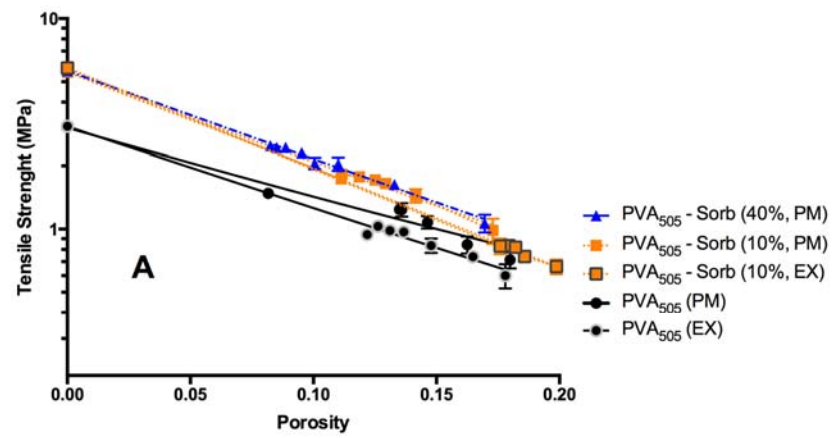 10
1
Tensile Strenght (MPa)
A
0.00 0.05 0.10 0.15 0.20
Porosity
PVA505 - Sorb (40%, PM)
PVA505 - Sorb (10%, PM)
PVA505 - Sorb (10%, EX)
PVA505 (PM)
PVA505 (EX)